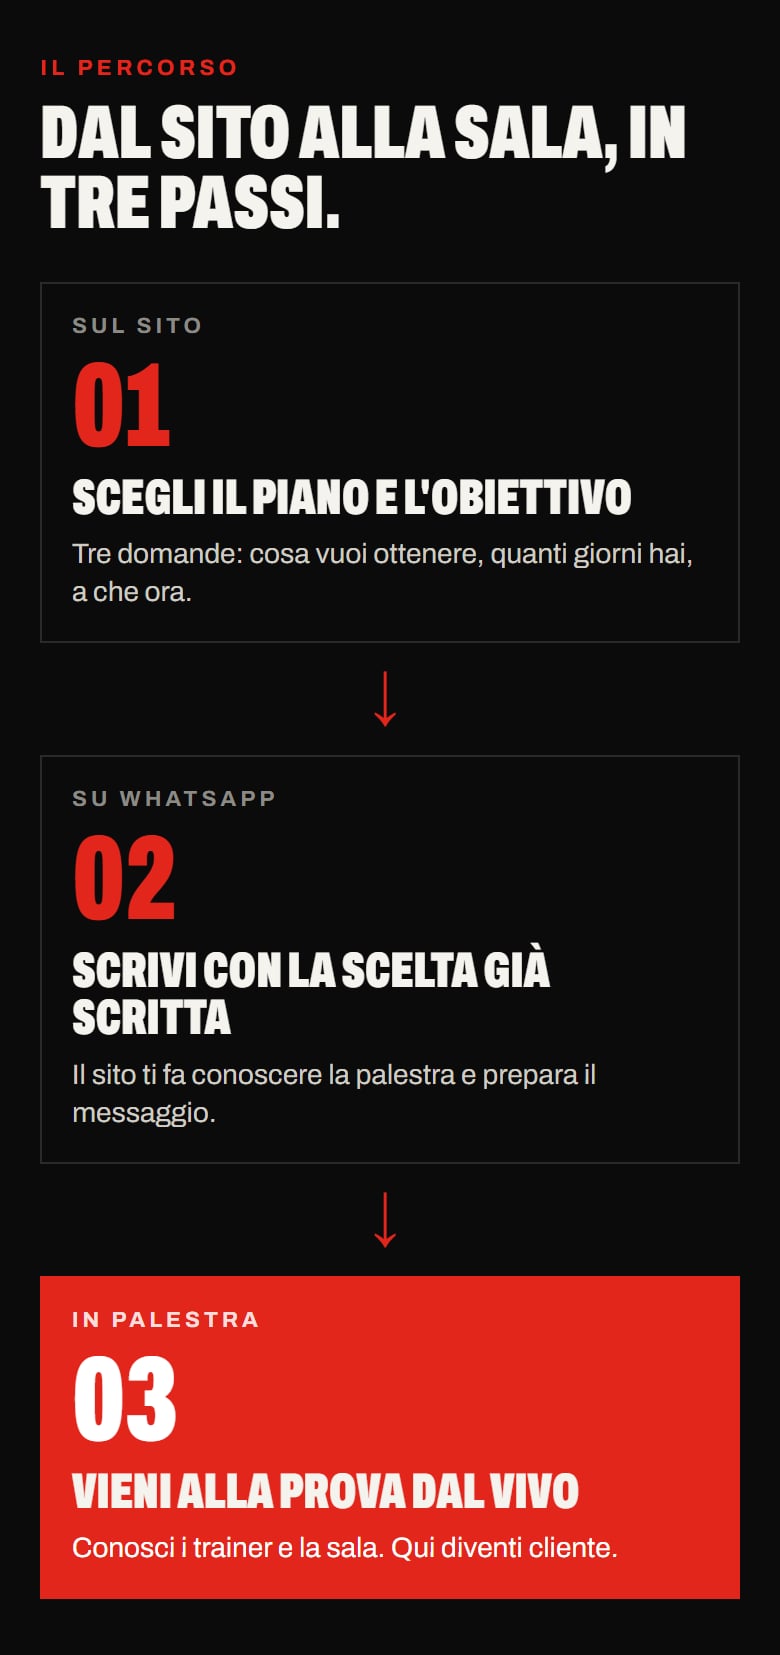 IL PERCORSO
DAL SITO ALLA SALA, IN
TRE PASSI.
SUL SITO
01
SCEGLI IL PIANO E L'OBIETTIVO
Tre domande: cosa vuoi ottenere, quanti giorni hai,
a che ora.
SU WHATSAPP
02
SCRIVI CON LA SCELTA GIÀ
SCRITTA
Il sito ti fa conoscere la palestra e prepara il
messaggio.
IN PALESTRA
03
VIENI ALLA PROVA DAL VIVO
Conosci i trainer e la sala. Qui diventi cliente.